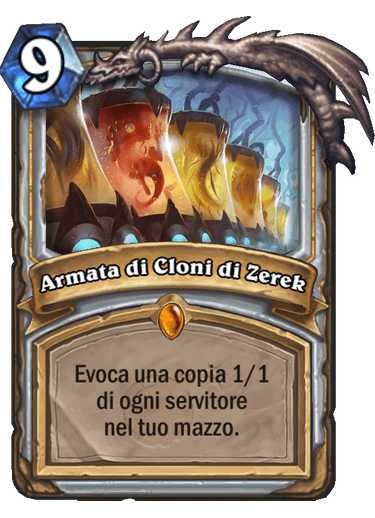 9
Armata di Cloni di Zerek
Evoca una copia 1/1
di ogni servitore
nel tuo mazzo.